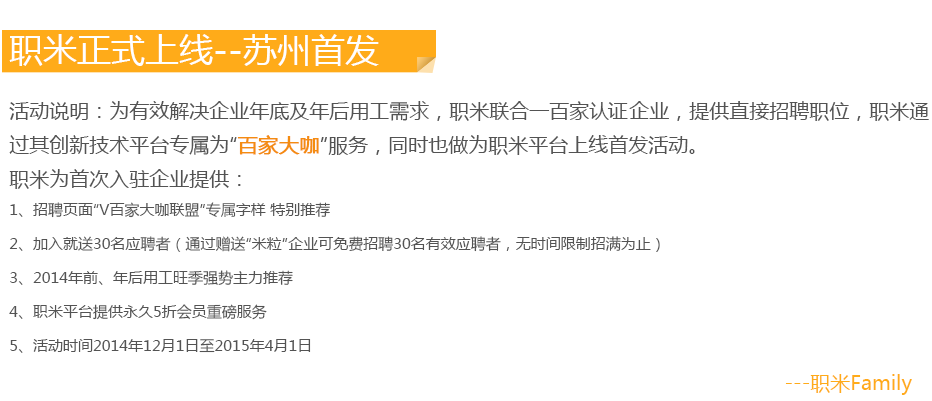 职米正式上线--苏州首发
活动说明：为有效解决企业年底及年后用工需求，职米联合一百家认证企业，提供直接招聘职位，职米通
过其创新技术平台专属为“百家大咖”服务，同时也做为职米平台上线首发活动。
职米为首次入驻企业提供：
1、招聘页面“V百家大咖联盟”专属字样 特别推荐
2、加入就送30名应聘者（通过赠送“米粒”企业可免费招聘30名有效应聘者，无时间限制招满为止）
3、2014年前、年后用工旺季强势主力推荐
4、职米平台提供永久5折会员重磅服务
5、活动时间2014年12月1日至2015年4月1日
---职米Family